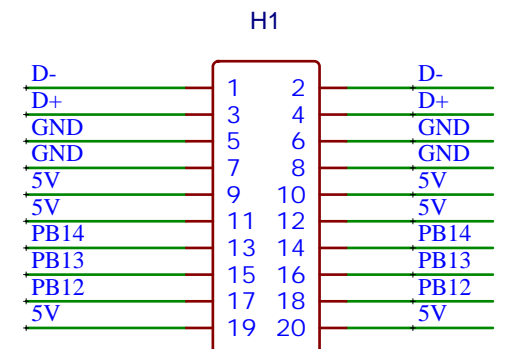 H1
D- 1 2 D-
D+ 3 4 D+
GND 5 6 GND
GND 7 8 GND
5V 9 10 5V
5V 11 12 5V
PB14 13 14 PB14
PB13 15 16 PB13
PB12 17 18 PB12
5V 19 20 5V